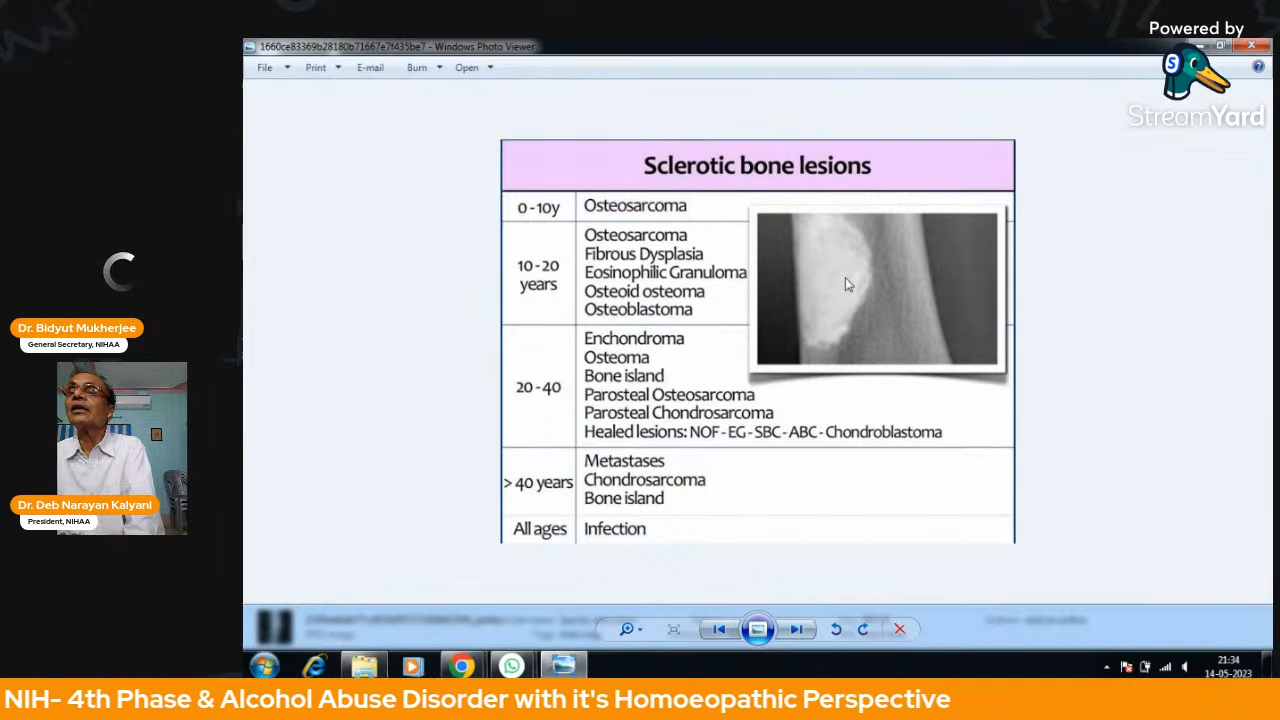 Powered by
StreamYard
1660ce83369b28180b71667e7f435be7 - Windows Photo Viewer
File Print E-mail Burn Open
Sclerotic bone lesions
0-10y
Osteosarcoma
10-20
years
Osteosarcoma
Fibrous Dysplasia
Eosinophilic Granuloma
Osteoid osteoma
Osteoblastoma
20-40
Enchondroma
Osteoma
Bone island
Parosteal Osteosarcoma
Parosteal Chondrosarcoma
Healed lesions: NOF - EG - SBC - ABC - Chondroblastoma
> 40 years
Metastases
Chondrosarcoma
Bone island
All ages
Infection
Dr. Bidyut Mukherjee
General Secretary, NIHAA
Dr. Deb Narayan Kalyani
President, NIHAA
21:34
14-05-2023
NIH- 4th Phase & Alcohol Abuse Disorder with it's Homoeopathic Perspective